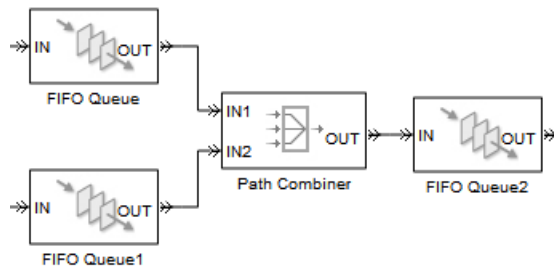 IN
OUT
FIFO Queue
IN1
IN2
OUT
Path Combiner
IN
OUT
FIFO Queue2
IN
OUT
FIFO Queue1